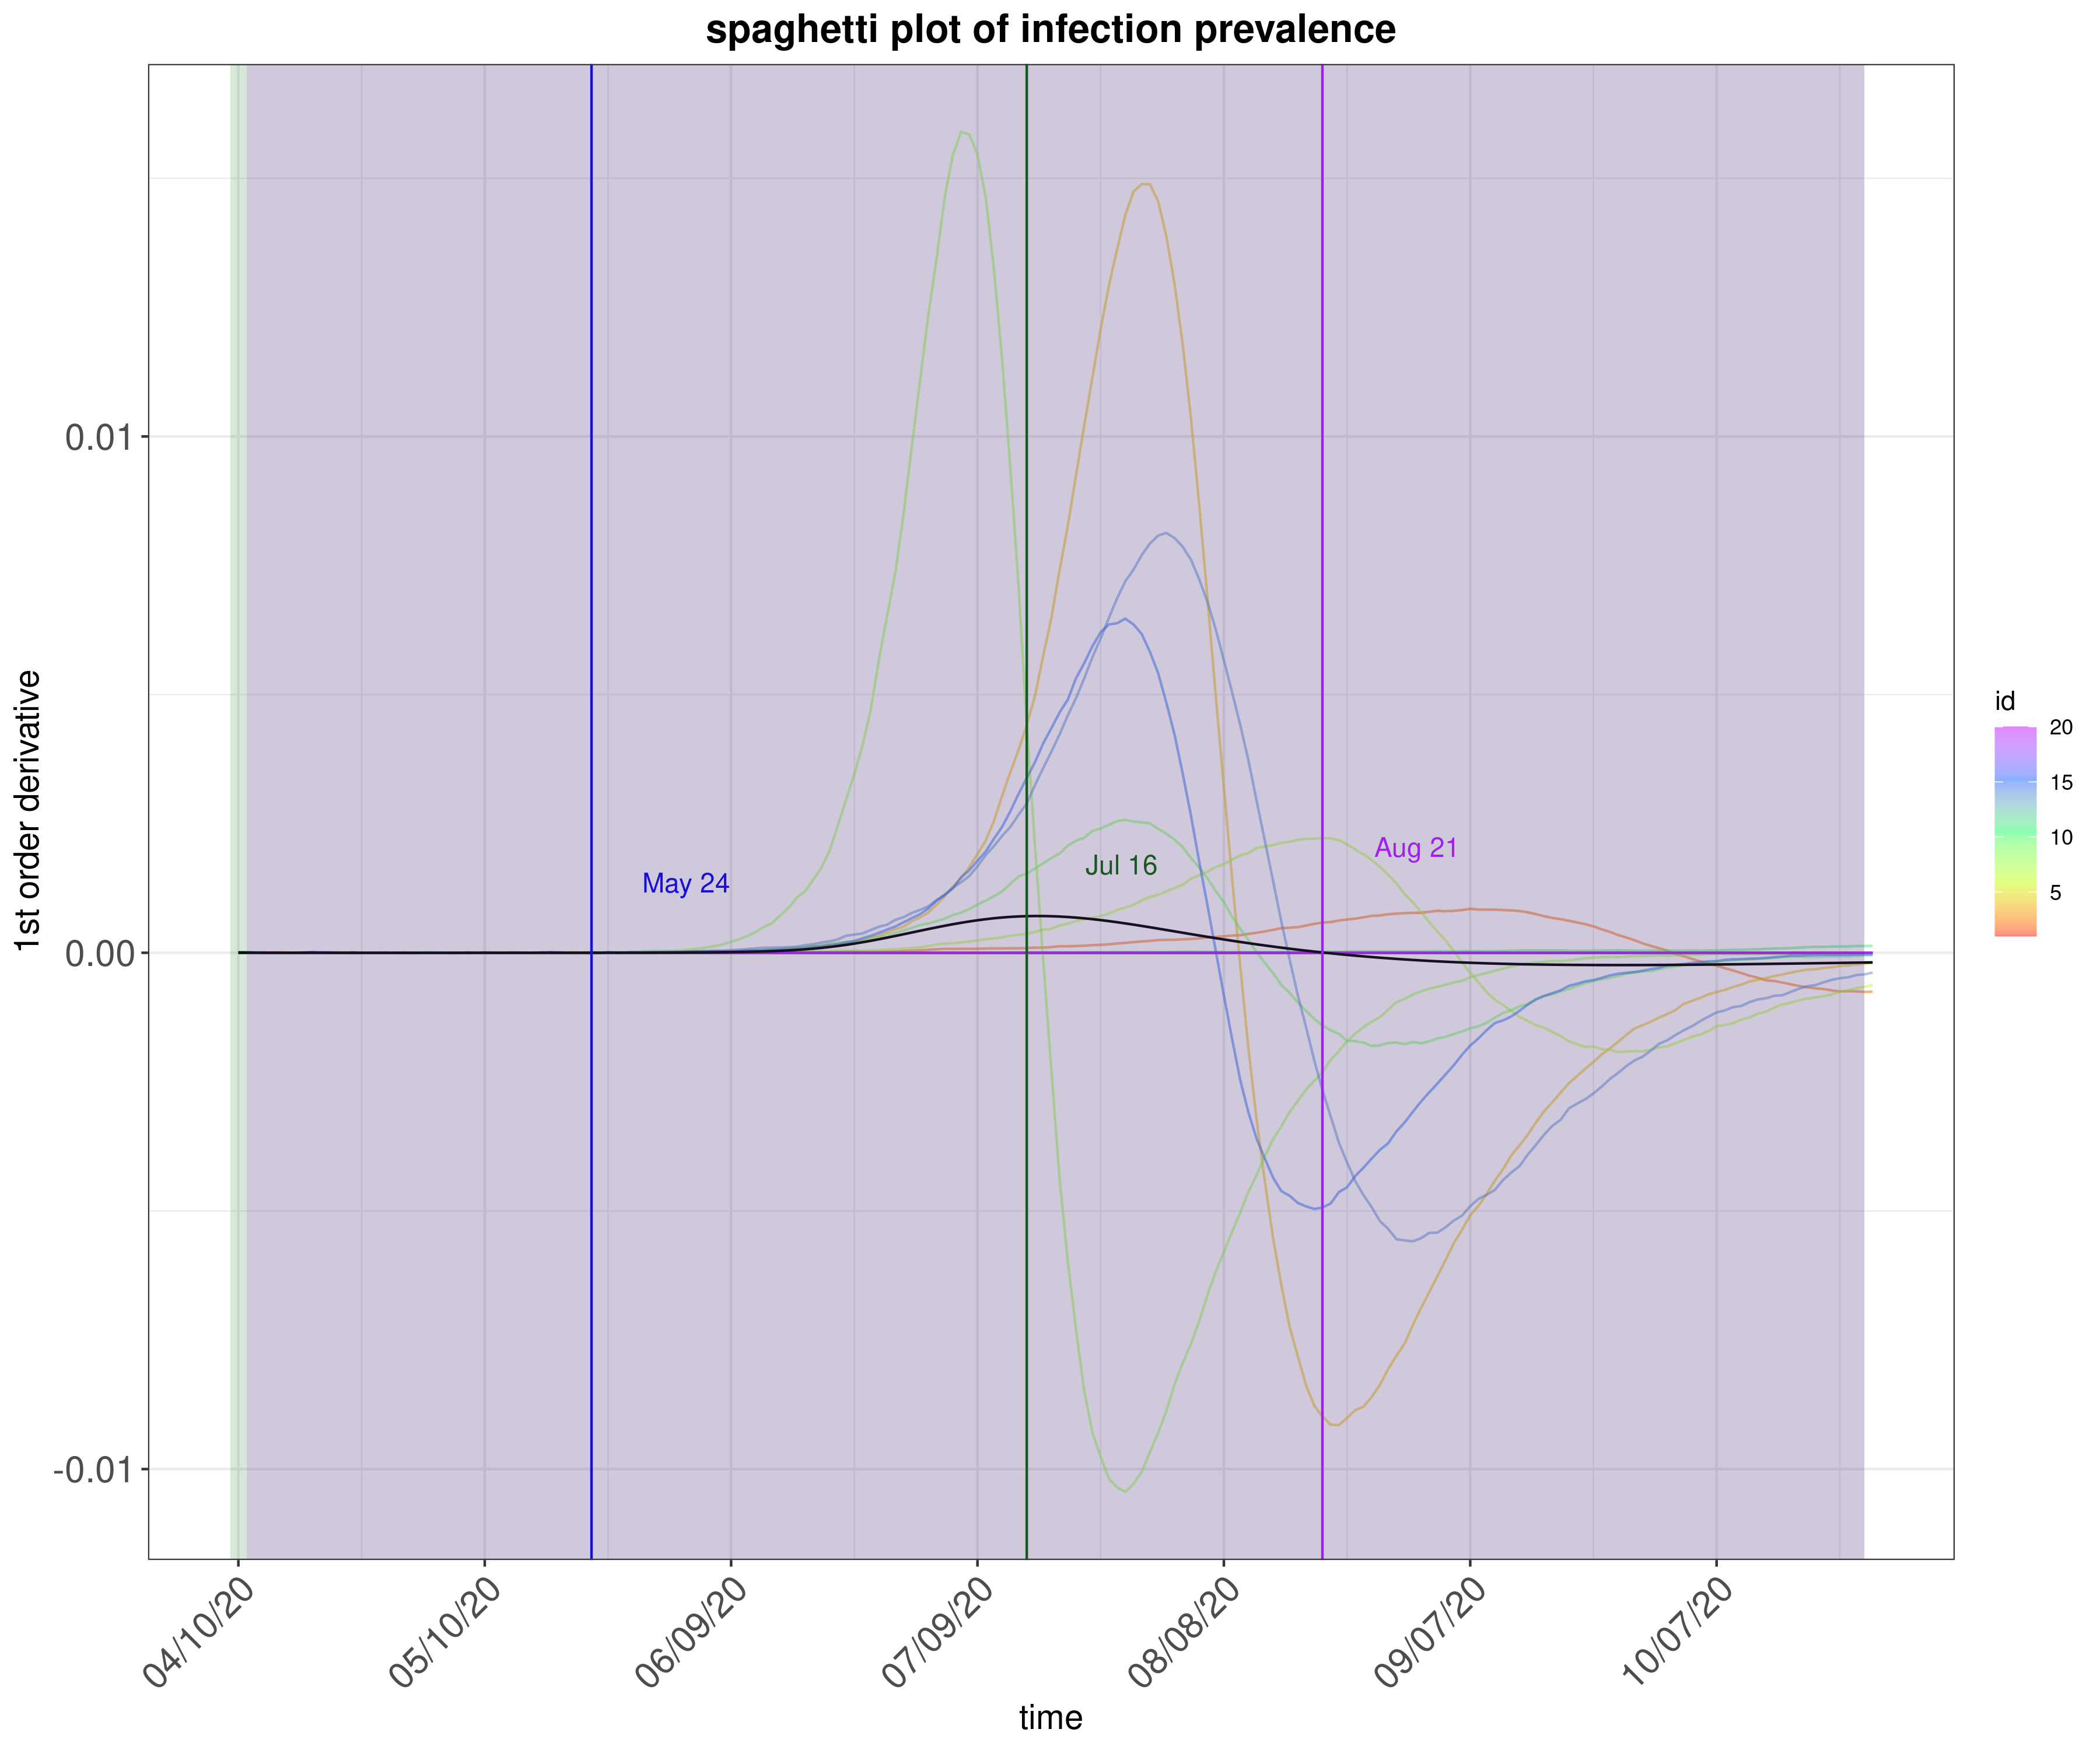 spaghetti plot of infection prevalence
1st order derivative
0.01
0.00
-0.01
May 24
Jul 16
Aug 21
id
20
15
10
5
04/10/20
05/10/20
06/09/20
07/09/20
08/08/20
09/07/20
10/07/20
time